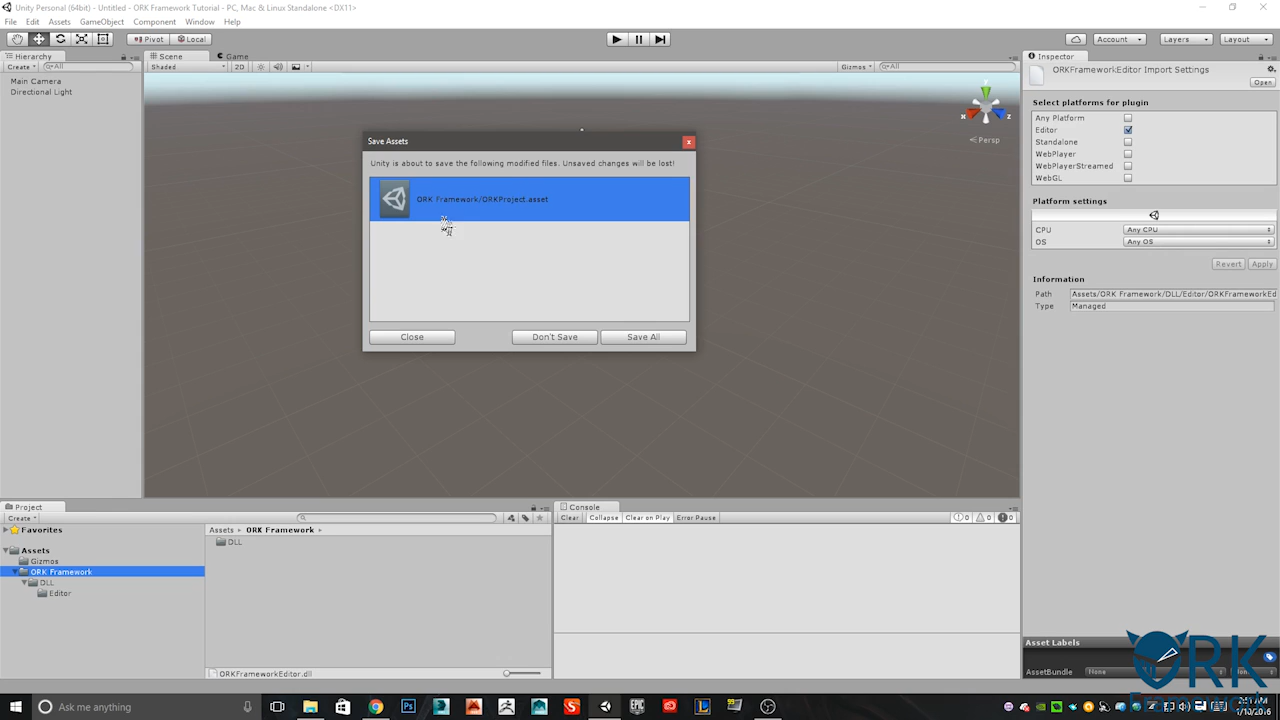 Unity Personal (64bit) - Untitled - ORK Framework Tutorial - PC, Mac & Linux Standalone <DX11>
File Edit Assets GameObject Component Window Help
Pivot Local Account Layers Layout
Hierarchy Scene Game Inspector
Create All Shaded 2D Gizmos All
Main Camera
Directional Light
x z
Persp
ORKFrameworkEditor Import Settings
Open
Select platforms for plugin
Any Platform
Editor
Standalone
WebPlayer
WebPlayerStreamed
WebGL
Platform settings
CPU Any CPU
OS Any OS
Revert Apply
Information
Path Assets/ORK Framework/DLL/Editor/ORKFrameworkEd
Type Managed
Save Assets
Unity is about to save the following modified files. Unsaved changes will be lost!
ORK Framework/ORKProject.asset
Close Don't Save Save All
Project Console
Create Clear Collapse Clear on Play Error Pause 0 0 0
Favorites
Assets
Gizmos
ORK Framework
DLL
Editor
Assets ORK Framework
DLL
ORKFrameworkEditor.dll
Asset Labels
AssetBundle None
ORK
Ask me anything